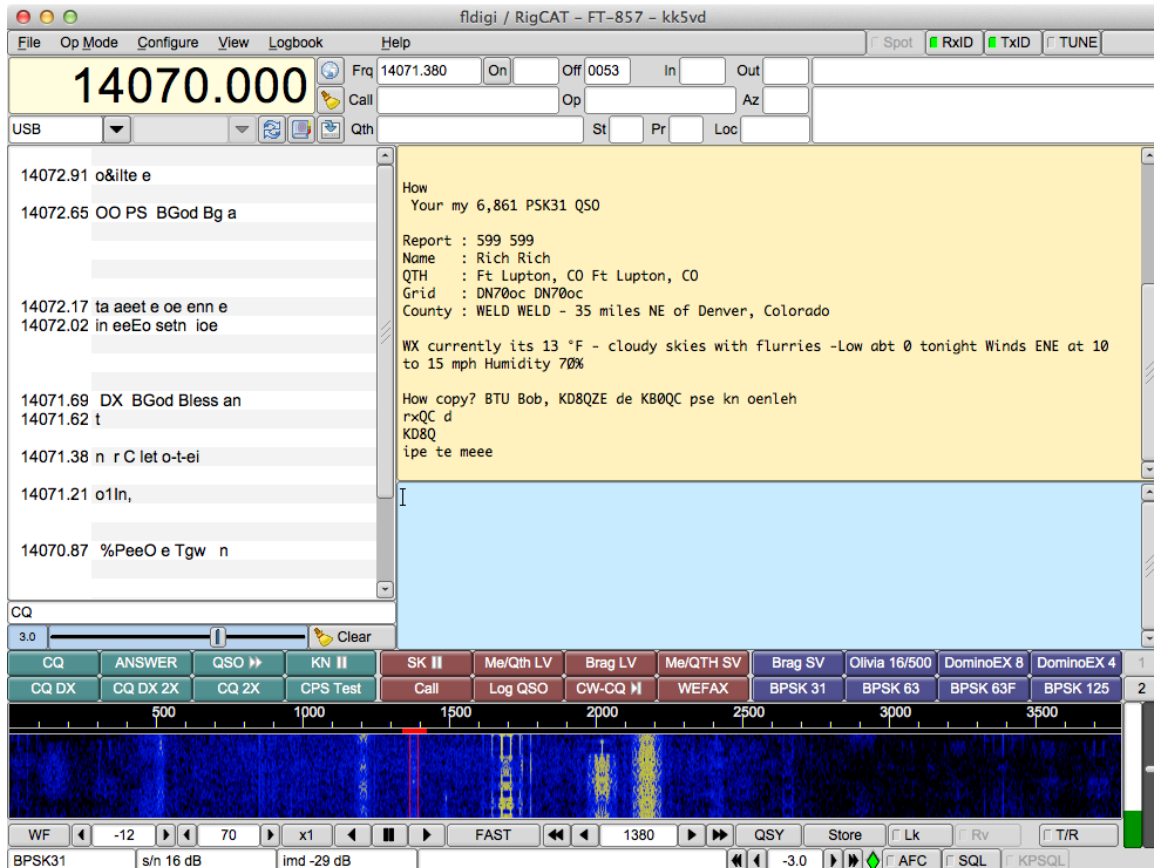 fldigi / RigCAT – FT-857 – kk5vd
File Op Mode Configure View Logbook Help Spot RxID TxID TUNE
14070.000
Frq 14071.380 On Off 0053 In Out
Call Op Az
USB Qth St Pr Loc
14072.91 o&ilte e
14072.65 OO PS BGod Bg a
14072.17 ta aeet e oe enn e
14072.02 in eeEo setn ioe
14071.69 DX BGod Bless an
14071.62 t
14071.38 n r C let o-t-ei
14071.21 o1In,
14070.87 %PeeO e Tgw n
CQ
3.0 Clear
How
Your my 6,861 PSK31 QSO
Report : 599 599
Name : Rich Rich
QTH : Ft Lupton, CO Ft Lupton, CO
Grid : DN70oc DN70oc
County : WELD WELD - 35 miles NE of Denver, Colorado
WX currently its 13 °F - cloudy skies with flurries -Low abt 0 tonight Winds ENE at 10
to 15 mph Humidity 70%
How copy? BTU Bob, KD8QZE de KB0QC pse kn oenleh
rxQC d
KD8Q
ipe te meee
CQ ANSWER QSO KN SK Me/Qth LV Brag LV Me/QTH SV Brag SV Olivia 16/500 DominoEX 8 DominoEX 4 1
CQ DX CQ DX 2X CQ 2X CPS Test Call Log QSO CW-CQ WEFAX BPSK 31 BPSK 63 BPSK 63F BPSK 125 2
500 1000 1500 2000 2500 3000 3500
WF -12 70 x1 FAST 1380 QSY Store Lk Rv T/R
BPSK31 s/n 16 dB imd -29 dB -3.0 AFC SQL KPSQL